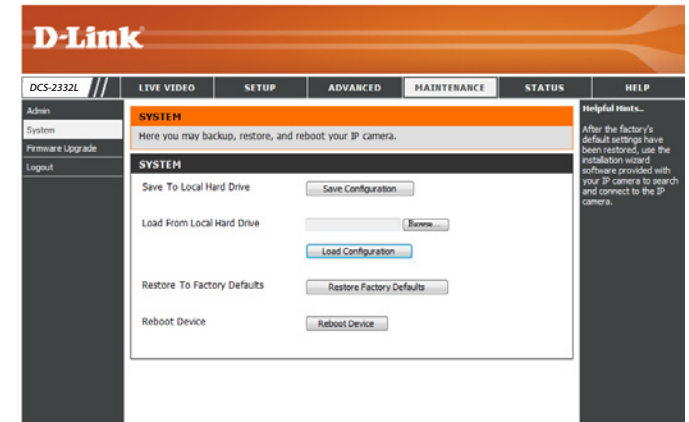 D-Link
DCS-2332L
LIVE VIDEO SETUP ADVANCED MAINTENANCE STATUS HELP
Admin
System
Firmware Upgrade
Logout
SYSTEM
Here you may backup, restore, and reboot your IP camera.
SYSTEM
Save To Local Hard Drive Save Configuration
Load From Local Hard Drive Browse...
Load Configuration
Restore To Factory Defaults Restore Factory Defaults
Reboot Device Reboot Device
Helpful Hints..
After the factory's
default settings have
been restored, use the
installation wizard
software provided with
your IP camera to search
and connect to the IP
camera.